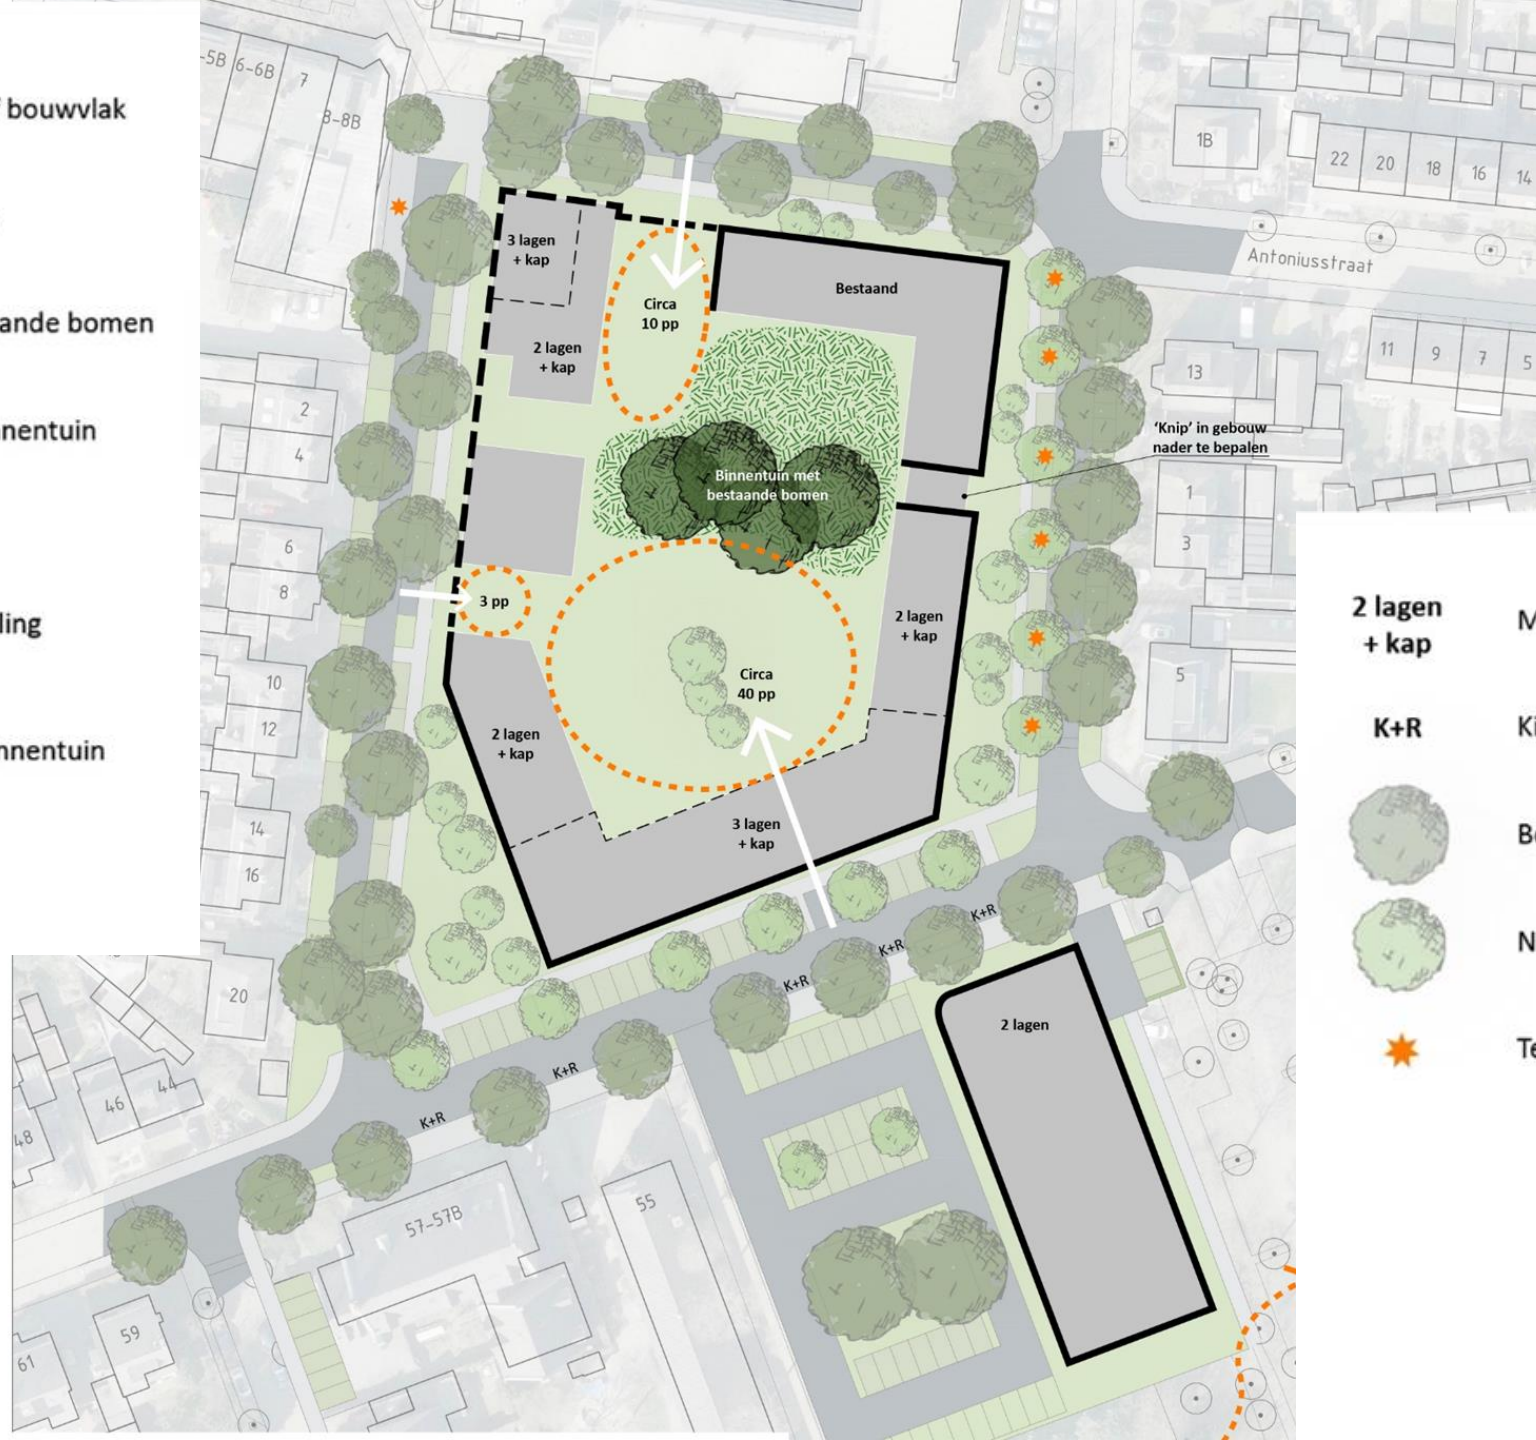 bouwvlak
ande bomen
nnentuin
ling
nnentuin
-5B
6-6B
7
8-8B
2
4
6
8
10
12
14
16
20
3 lagen
+ kap
2 lagen
+ kap
Circa
10 pp
Bestaand
Binnentuin met
bestaande bomen
3 pp
2 lagen
+ kap
Circa
40 pp
2 lagen
+ kap
3 lagen
+ kap
'Knip' in gebouw
nader te bepalen
1B
22
20
18
16
14
Antoniusstraat
13
11
9
7
5
1
3
5
K+R
K+R
K+R
K+R
K+R
2 lagen
48
46
44
57-57B
55
59
61
2 lagen
+ kap
M
K+R
Ki
Be
N
Te